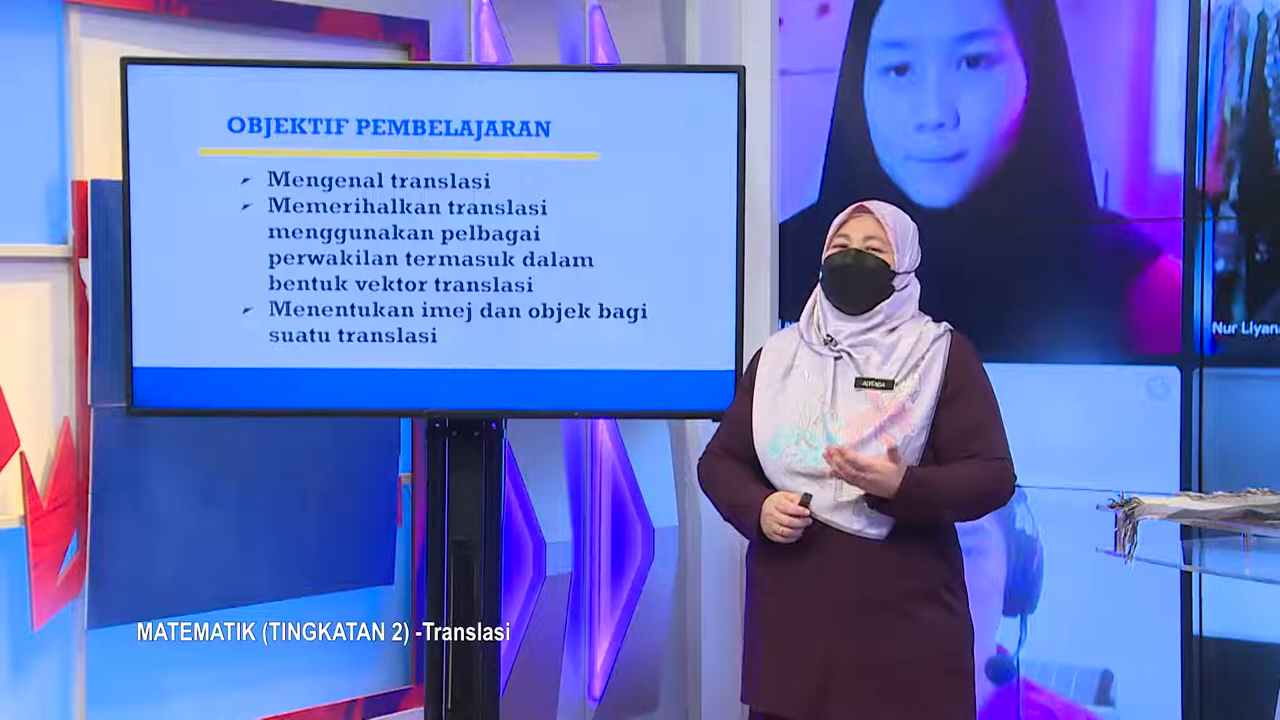 OBJEKTIF PEMBELAJARAN
Mengenal translasi
Memerihalkan translasi
menggunakan pelbagai
perwakilan termasuk dalam
bentuk vektor translasi
Menentukan imej dan objek bagi
suatu translasi
Nur Liyana
MATEMATIK (TINGKATAN 2) -Translasi